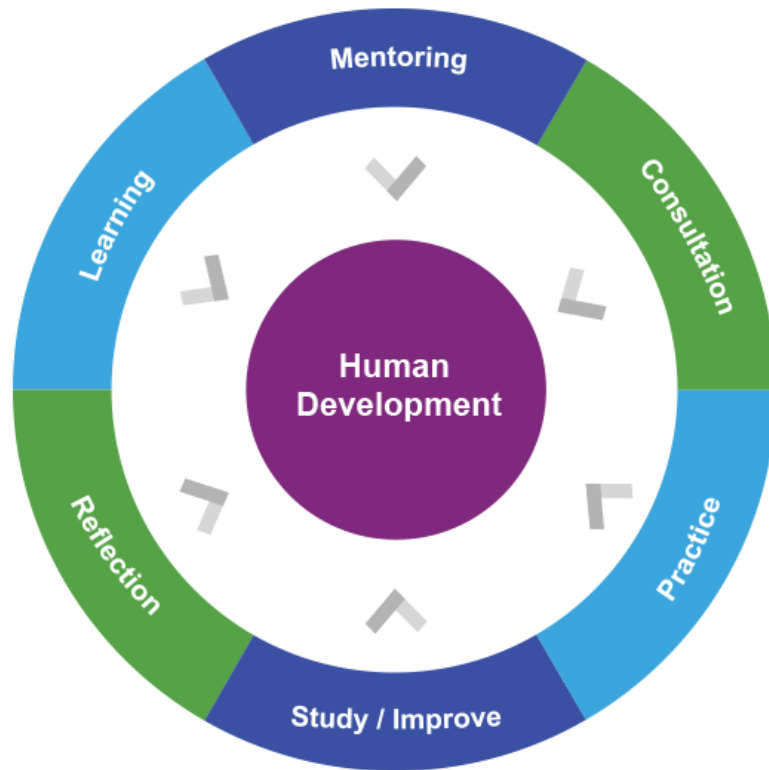 Mentoring
Consultation
Practice
Study / Improve
Reflection
Learning
Human
Development